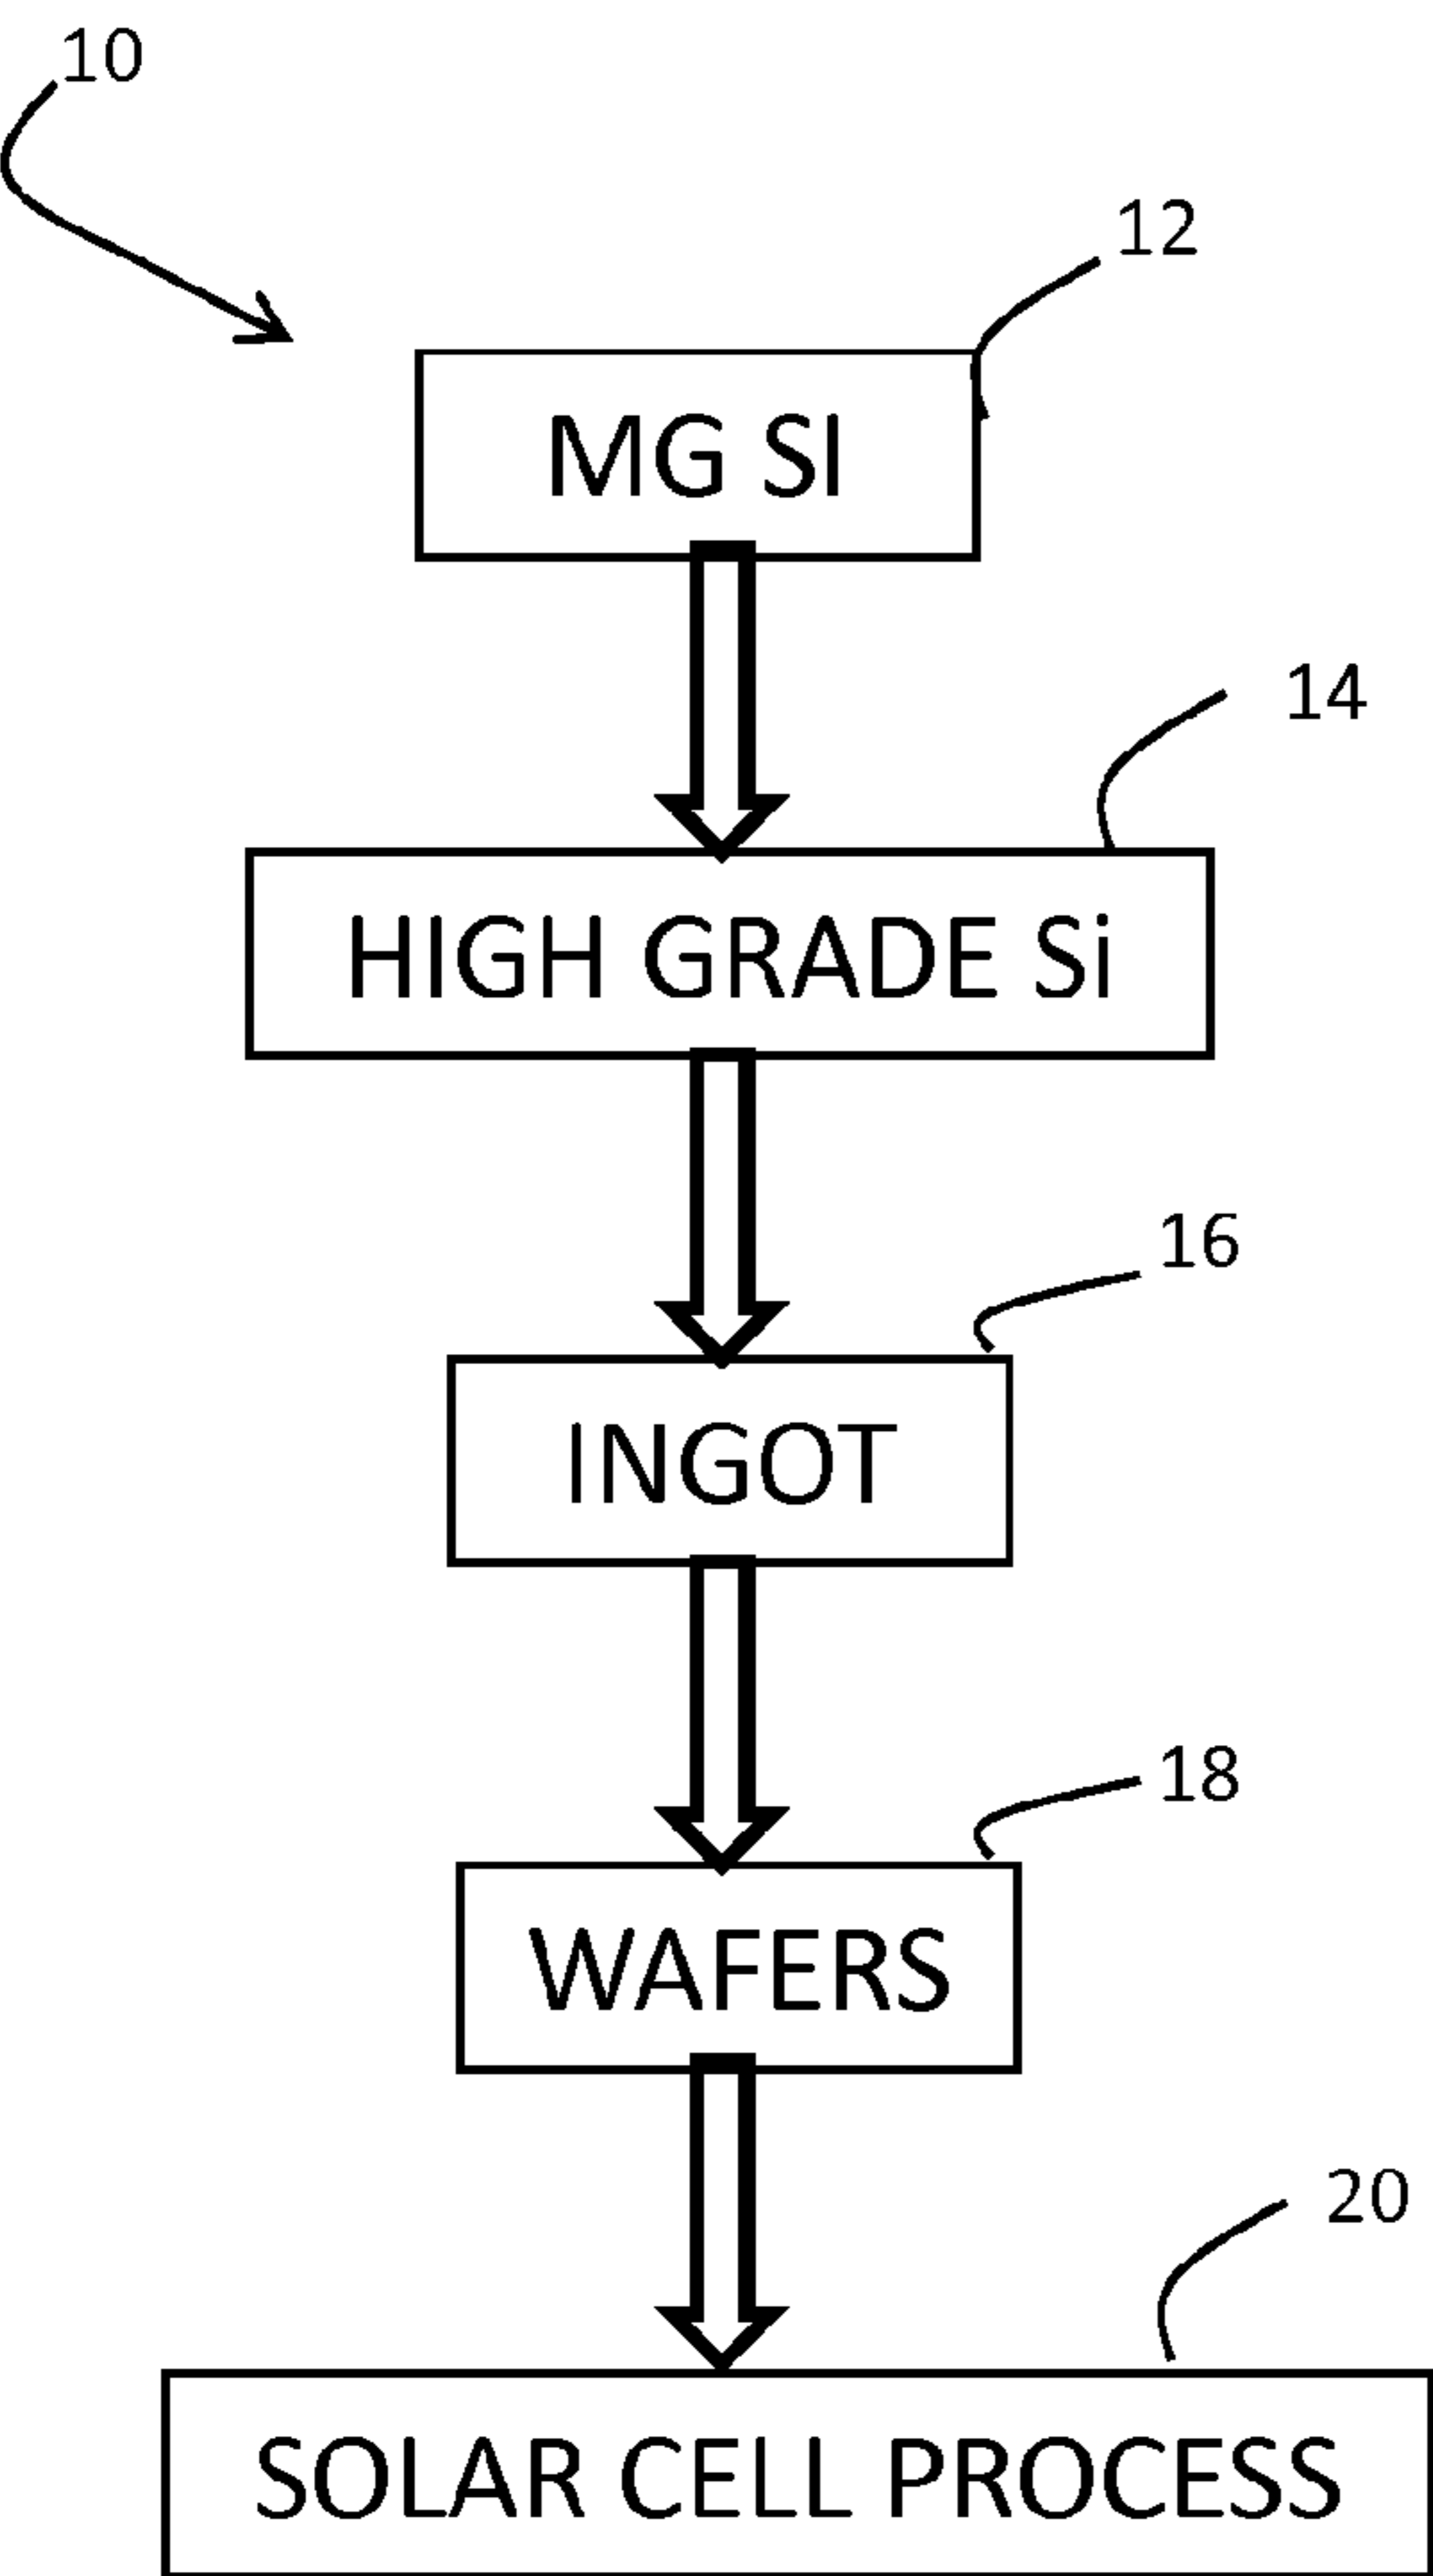 10
12
MG SI
14
HIGH GRADE Si
16
INGOT
18
WAFERS
20
SOLAR CELL PROCESS